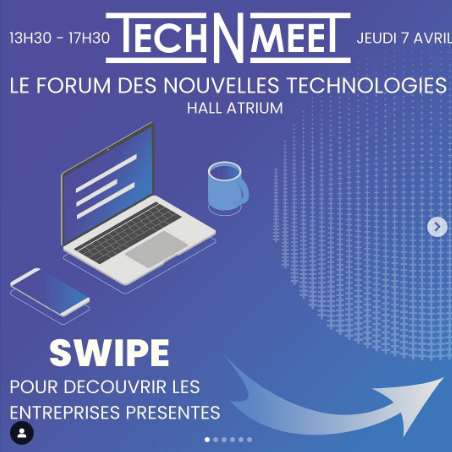 13H30 - 17H30 TECHNMEET JEUDI 7 AVRIL
LE FORUM DES NOUVELLES TECHNOLOGIES
HALL ATRIUM
SWIPE
POUR DECOUVRIR LES
ENTREPRISES PRESENTES